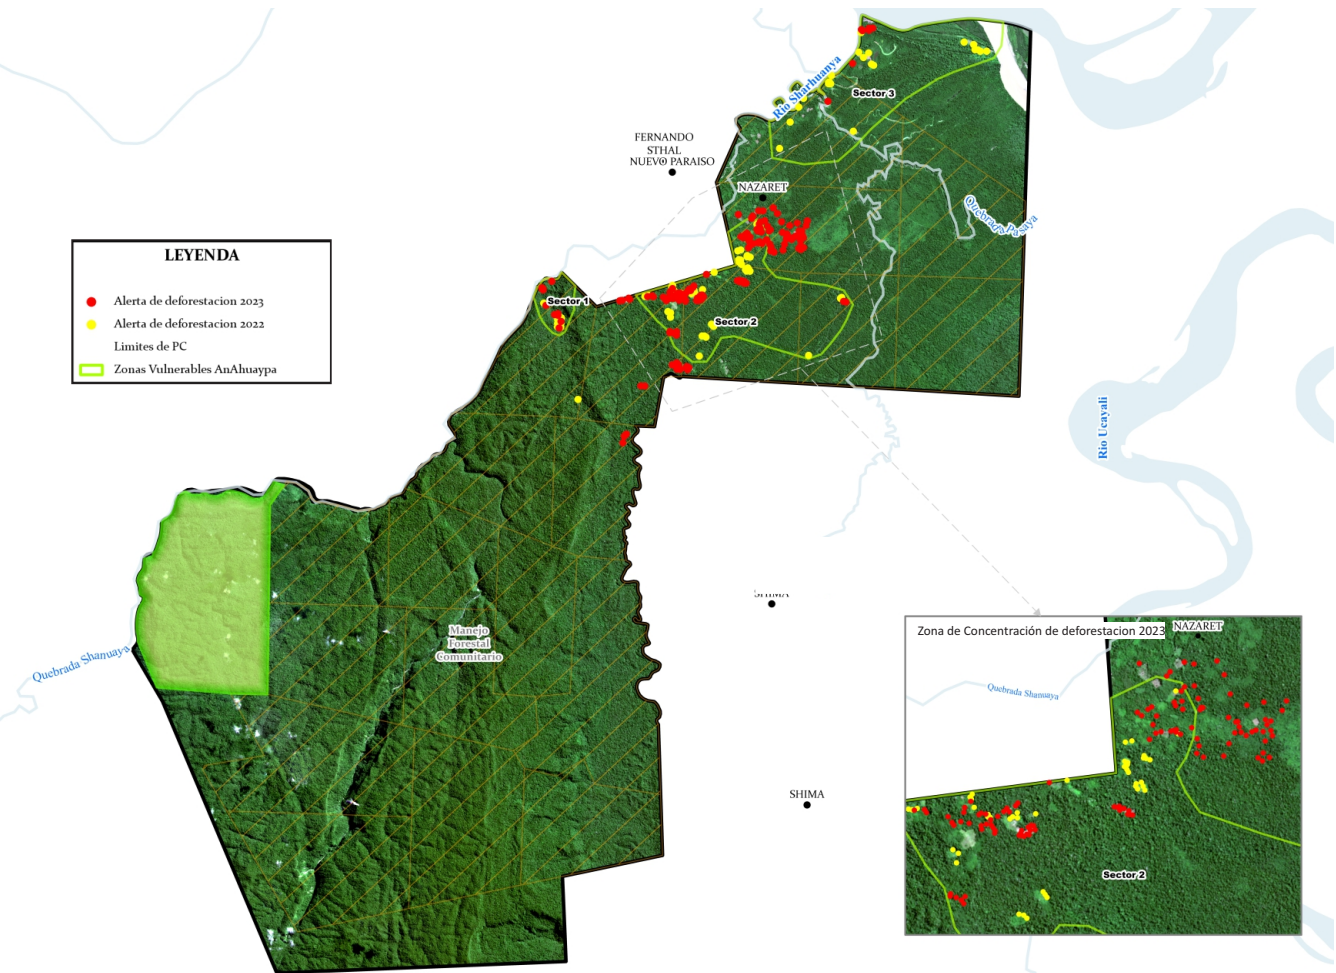 Rio Sharhuanya
Sector 3
FERNANDO
STHAL
NUEVO PARAISO
NAZARET
Quebrada Pasaya
LEYENDA
Alerta de deforestacion 2023
Alerta de deforestacion 2022
Limites de PC
Zonas Vulnerables AnAhuaypa
Sector 1
Sector 2
Rio Ucayali
SHIMA
Manejo
Forestal
Comunitario
Quebrada Shanuaya
Zona de Concentración de deforestacion 2023
NAZARET
Quebrada Shanuaya
SHIMA
Sector 2